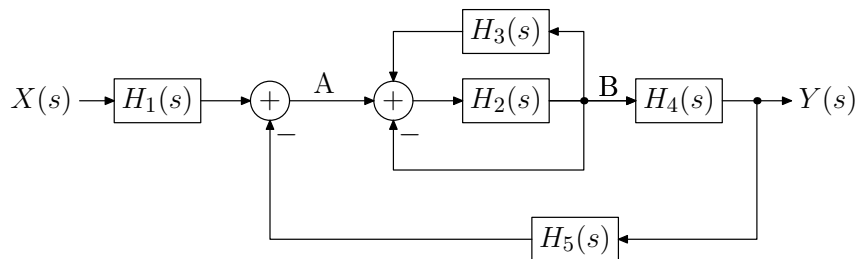 H₃(s)
X(s) H₁(s) + A + H₂(s) B H₄(s) Y(s)
− −
H₅(s)